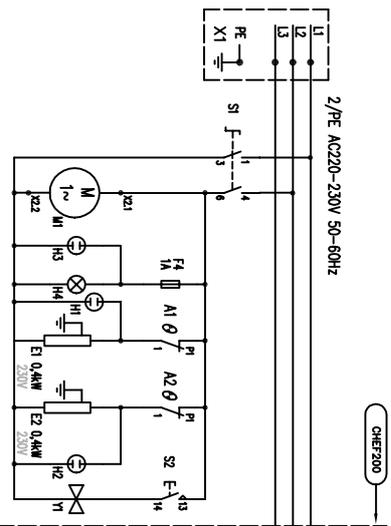 X1
PE
L3
L2
L1
2/PE AC220-230V 50-60Hz
CHEF200
S1
3
1
6
4
M
1~
M1
X2.2
X2.1
H3
H4
F4
1A
H1
E1 0,4kW
230V
A1 θ
1
P1
E2 0,4kW
230V
A2 θ
1
P1
H2
S2
14
13
Y1